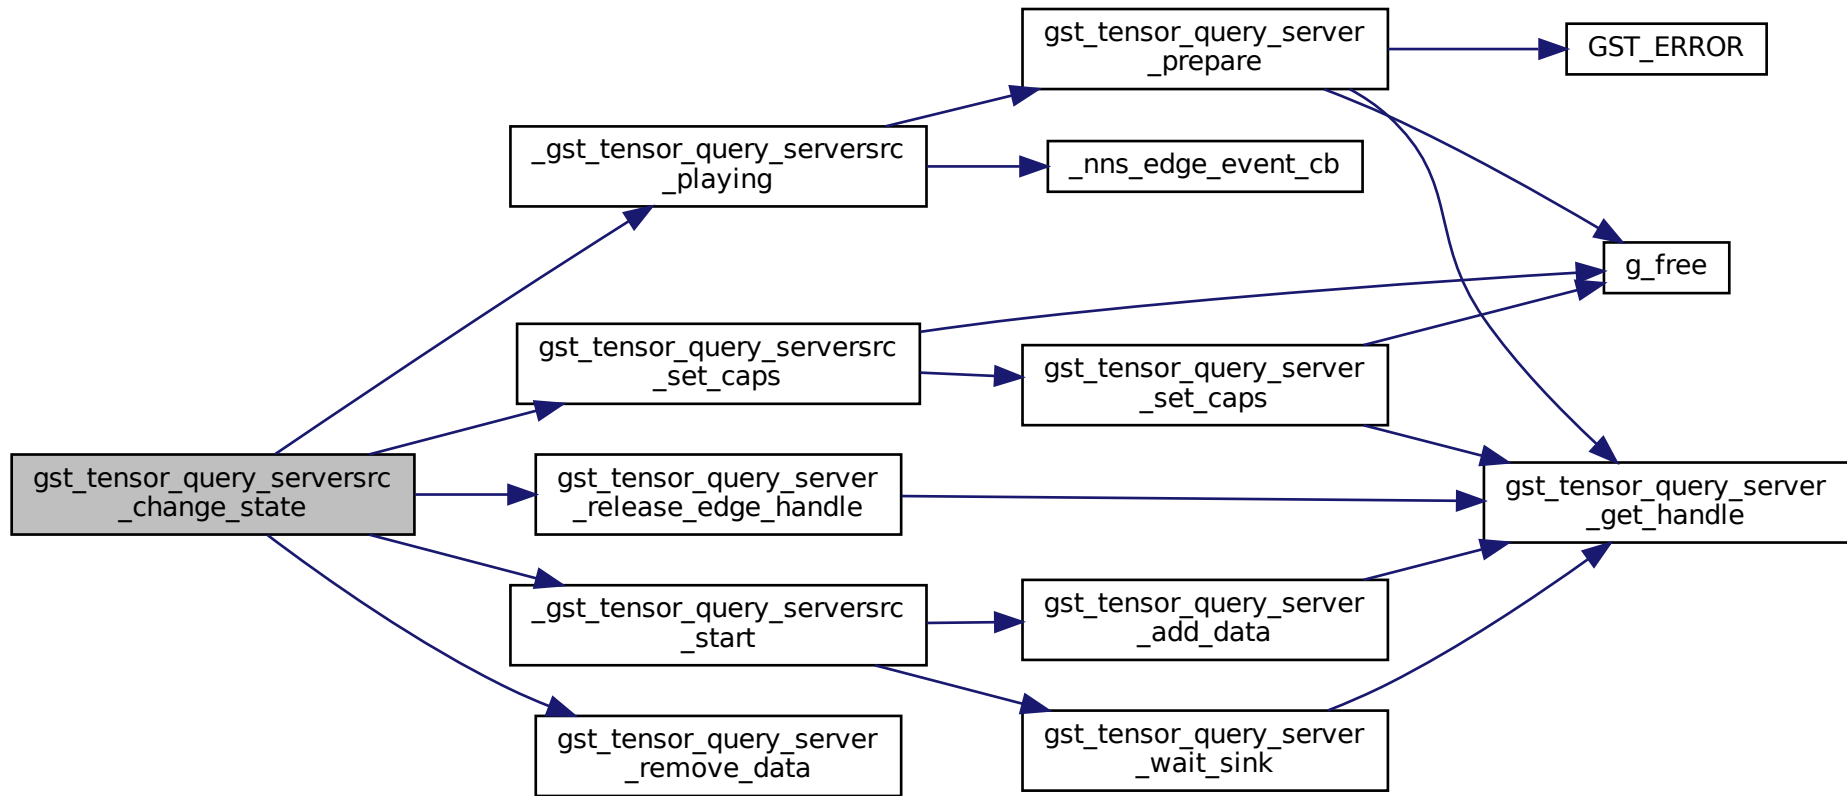 gst_tensor_query_serversrc
_change_state
_gst_tensor_query_serversrc
_playing
gst_tensor_query_serversrc
_set_caps
gst_tensor_query_server
_release_edge_handle
_gst_tensor_query_serversrc
_start
gst_tensor_query_server
_remove_data
gst_tensor_query_server
_prepare
_nns_edge_event_cb
gst_tensor_query_server
_set_caps
gst_tensor_query_server
_add_data
gst_tensor_query_server
_wait_sink
GST_ERROR
g_free
gst_tensor_query_server
_get_handle